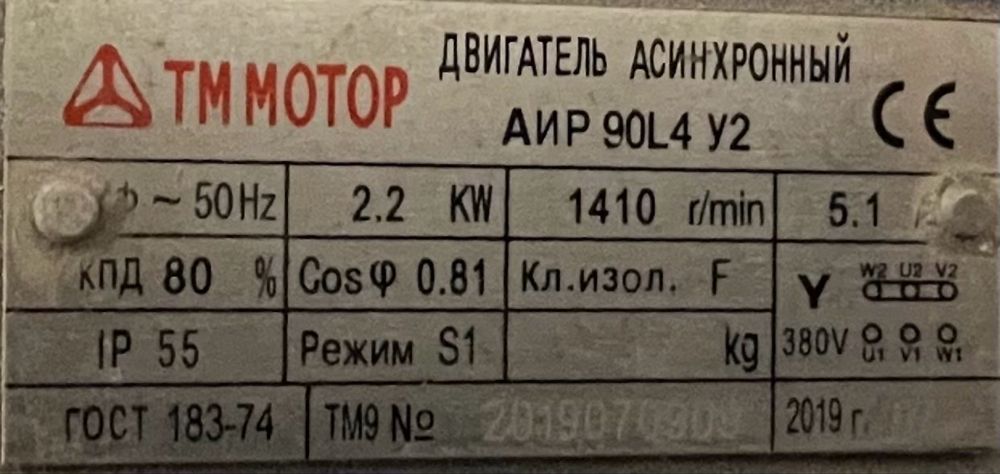 ТМ МОТОР
ДВИГАТЕЛЬ АСИНХРОННЫЙ
АИР 90L4 У2
CE
~ 50Hz 2.2 KW 1410 r/min 5.1
КПД 80 % Cosφ 0.81 Кл.изол. F
Y W2 U2 V2
IP 55 Режим S1 kg 380V U1 V1 W1
ГОСТ 183-74 ТМ9 № 2019 г.